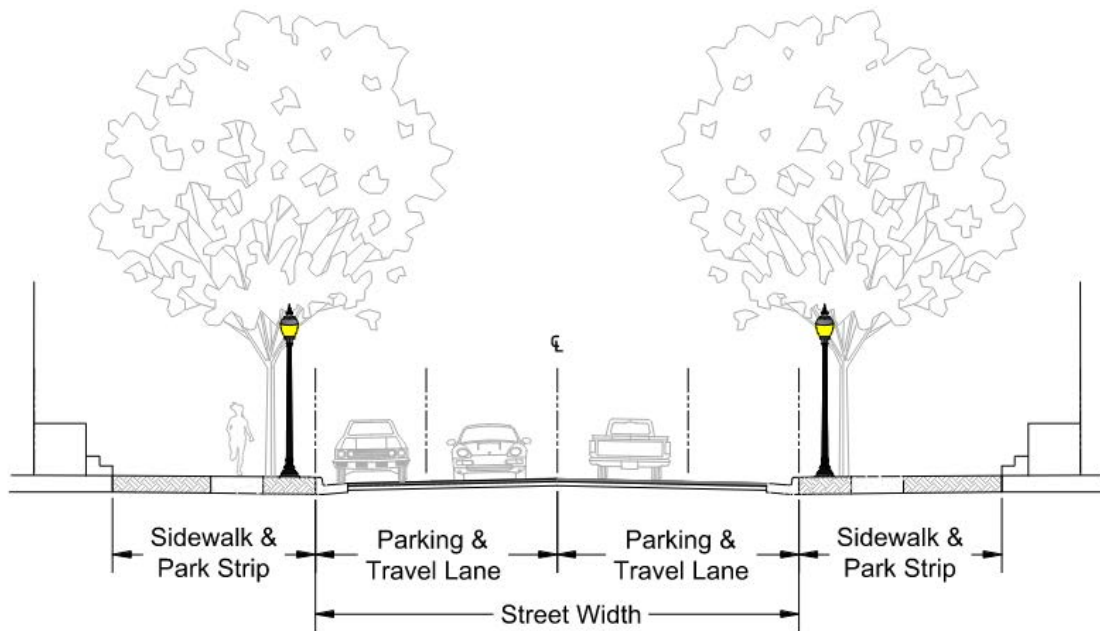 ℄
Sidewalk &
Park Strip
Parking &
Travel Lane
Parking &
Travel Lane
Sidewalk &
Park Strip
Street Width